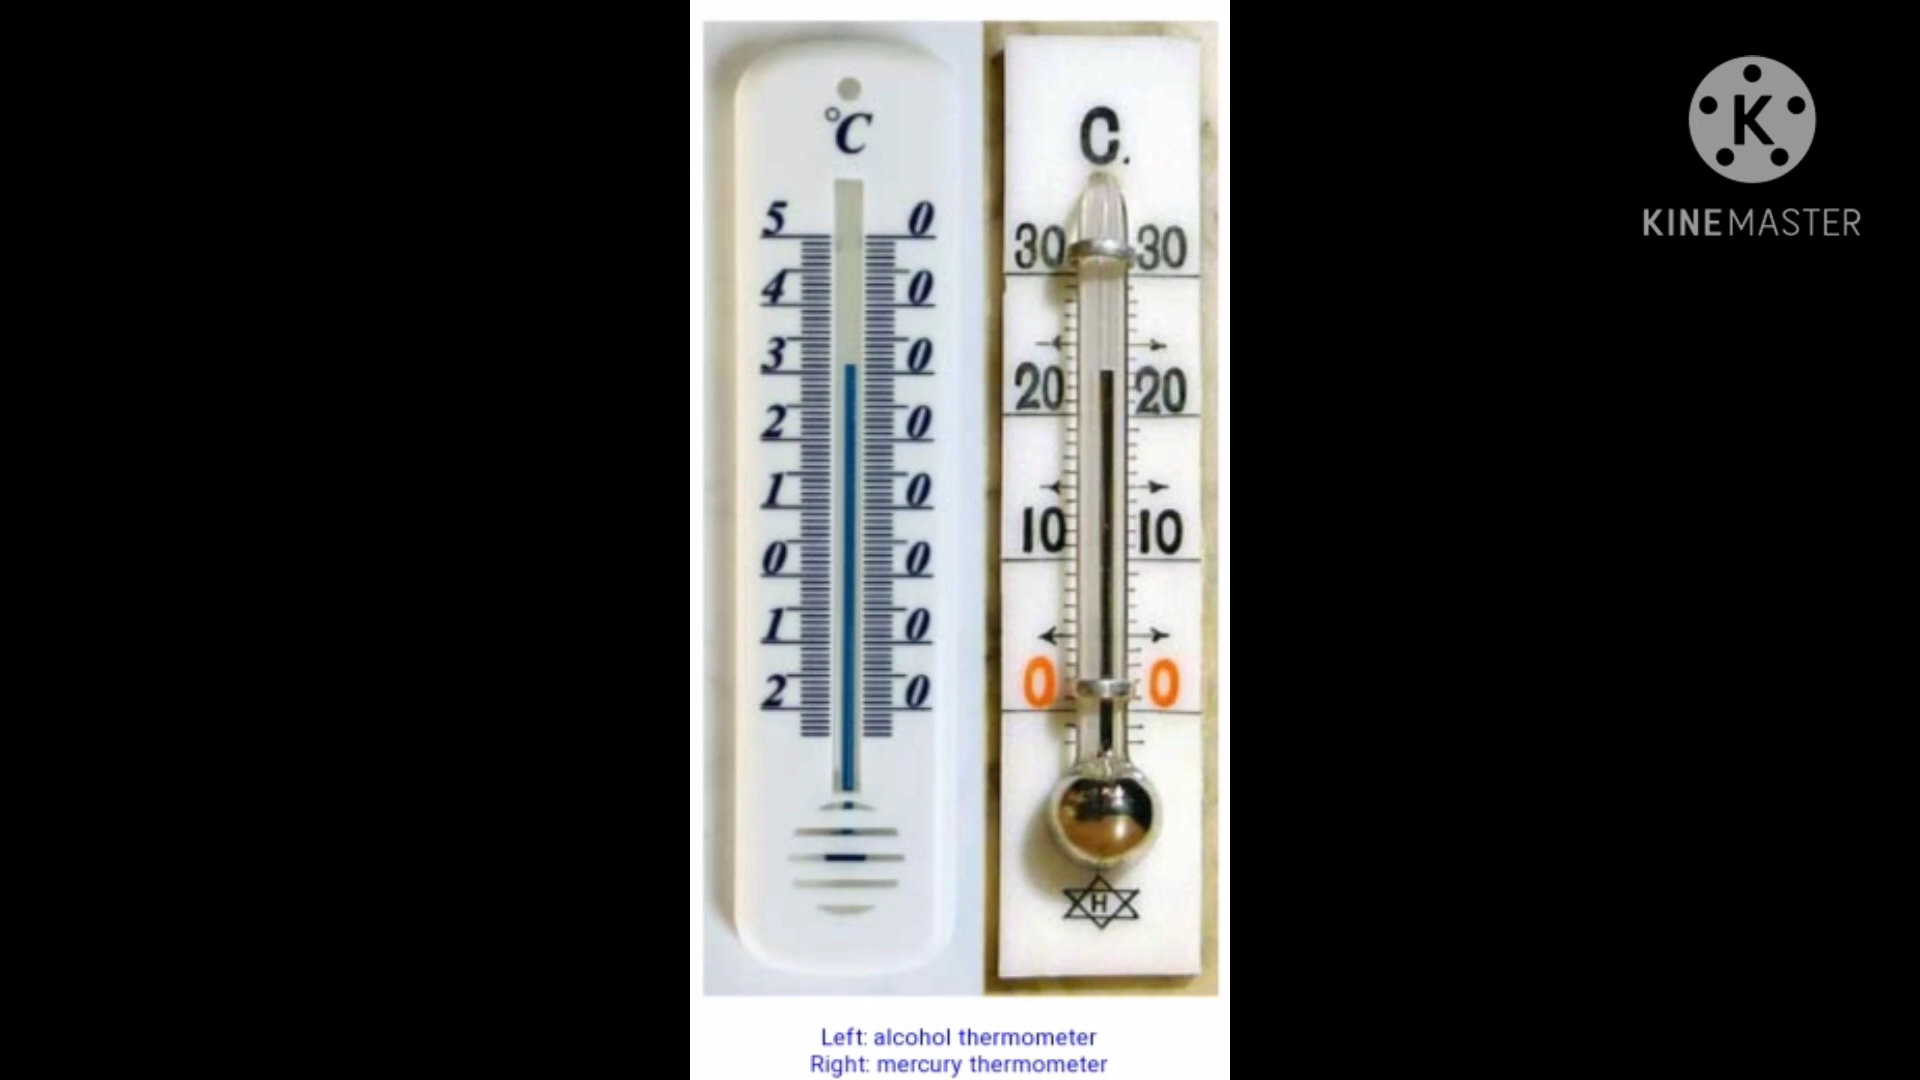 °C
5 0
4 0
3 0
2 0
1 0
0 0
1 0
2 0
C.
30 30
20 20
10 10
0 0
H
K
KINEMASTER
Left: alcohol thermometer
Right: mercury thermometer